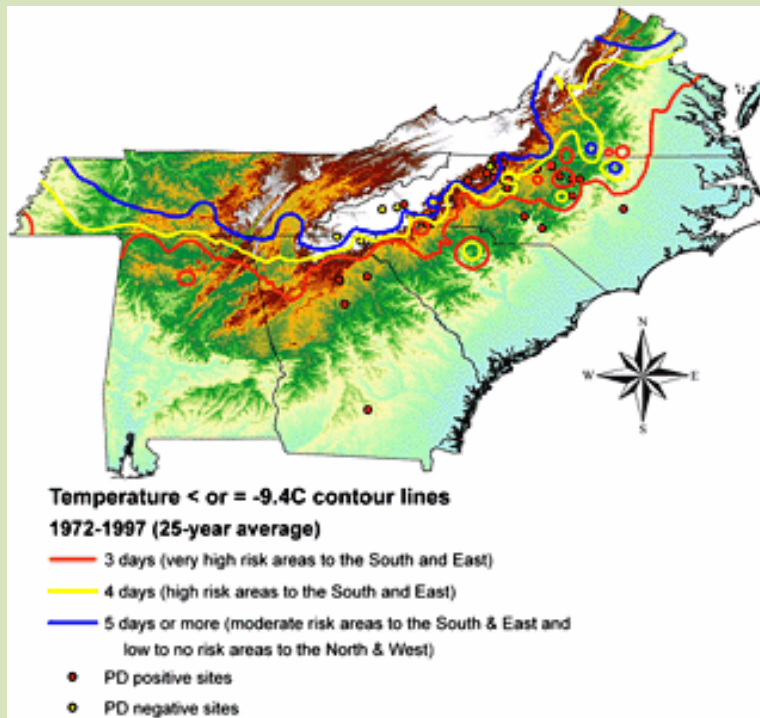 N
W E
S
Temperature < or = -9.4C contour lines
1972-1997 (25-year average)
3 days (very high risk areas to the South and East)
4 days (high risk areas to the South and East)
5 days or more (moderate risk areas to the South & East and
low to no risk areas to the North & West)
PD positive sites
PD negative sites